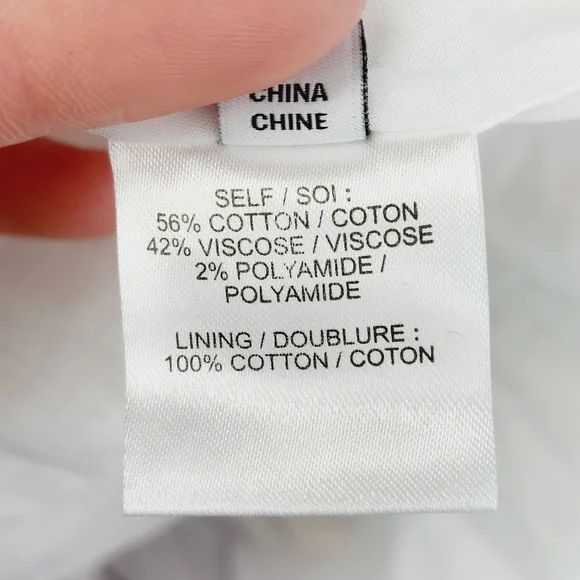 CHINA
CHINE
SELF / SOI :
56% COTTON / COTON
42% VISCOSE / VISCOSE
2% POLYAMIDE /
POLYAMIDE
LINING / DOUBLURE :
100% COTTON / COTON